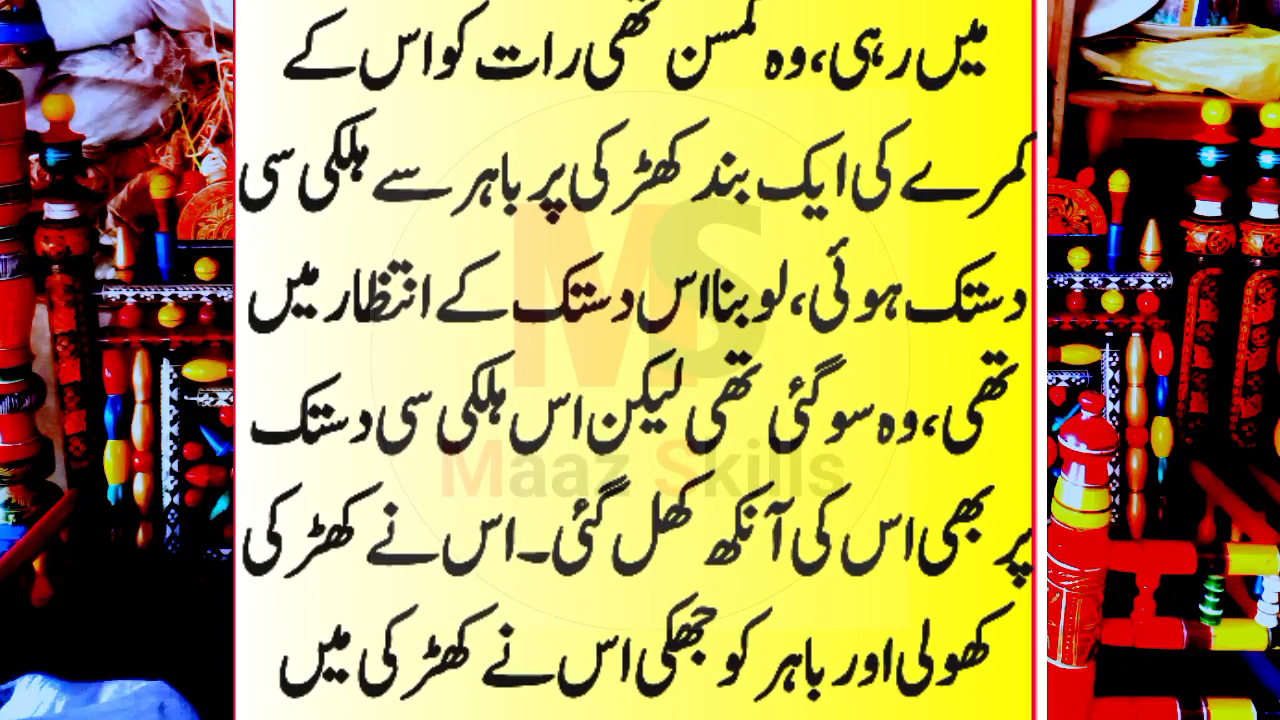 میں رہی، وہ کمسن تھی رات کو اس کے
کمرے کی ایک بند کھڑکی پر باہر سے ہلکی سی
دستک ہوئی، لوبنا اس دستک کے انتظار میں
تھی، وہ سو گئی تھی لیکن اس ہلکی سی دستک
پر بھی اس کی آنکھ کھل گئی۔ اس نے کھڑکی
کھولی اور باہر کو جھکی اس نے کھڑکی میں
MS
Maaz Skills